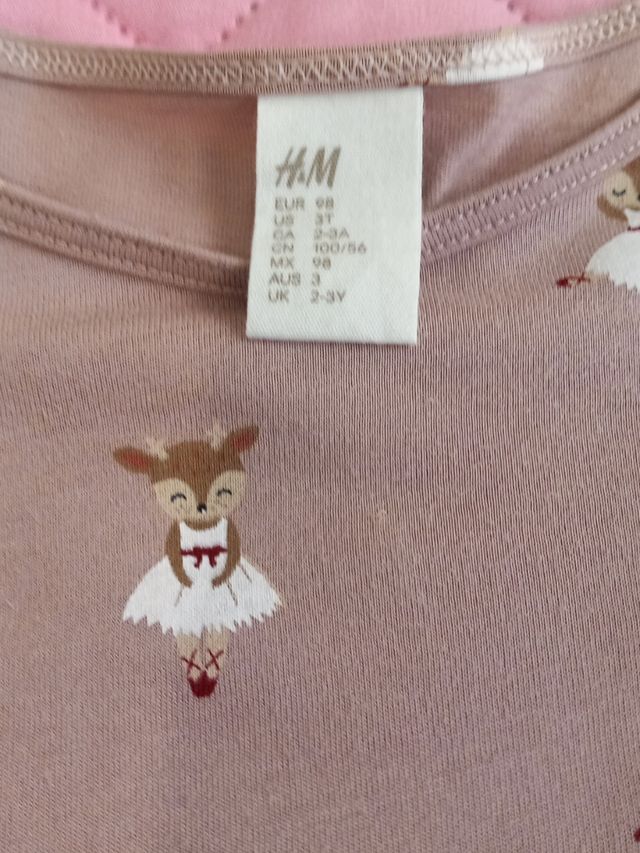 H&M
EUR 98
US 3T
CA 2-3A
CN 100/56
MX 98
AUS 3
UK 2-3Y